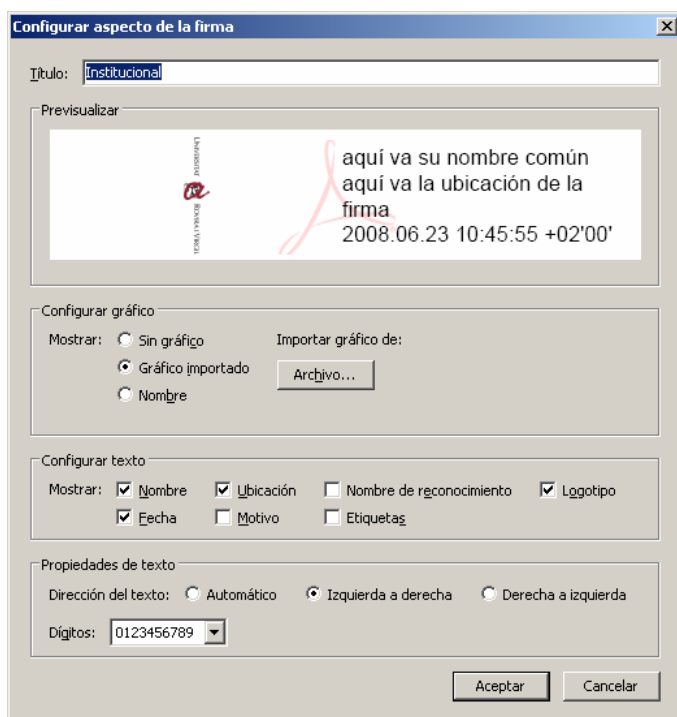 Configurar aspecto de la firma
Título: Institucional
Previsualizar
UNIVERSITAT ROVIRA I VIRGILI
aquí va su nombre común
aquí va la ubicación de la
firma
2008.06.23 10:45:55 +02'00'
Configurar gráfico
Mostrar: Sin gráfico Importar gráfico de:
Gráfico importado Archivo...
Nombre
Configurar texto
Mostrar: Nombre Ubicación Nombre de reconocimiento Logotipo
Fecha Motivo Etiquetas
Propiedades de texto
Dirección del texto: Automático Izquierda a derecha Derecha a izquierda
Dígitos: 0123456789
Aceptar Cancelar